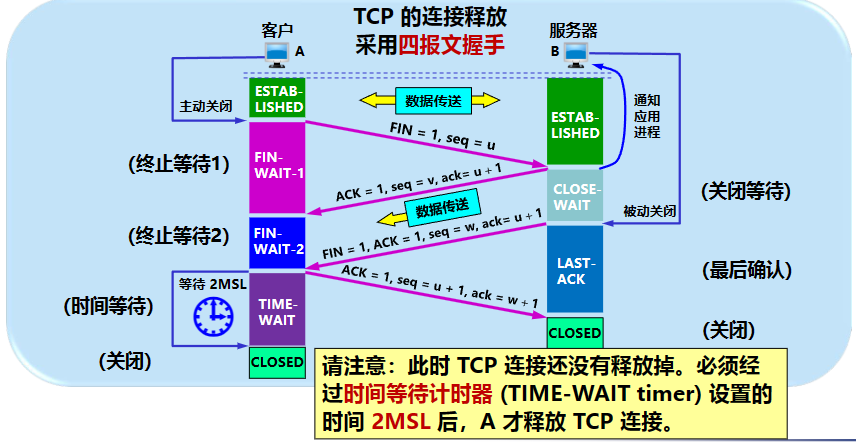 TCP 的连接释放
采用四报文握手
客户
A
服务器
B
主动关闭
ESTAB-
LISHED
数据传送
ESTAB-
LISHED
通知
应用
进程
FIN = 1, seq = u
(终止等待1)
FIN-
WAIT-1
ACK = 1, seq = v, ack= u + 1
CLOSE-
WAIT
(关闭等待)
数据传送
被动关闭
(终止等待2)
FIN-
WAIT-2
FIN = 1, ACK = 1, seq = w, ack= u + 1
LAST-
ACK
(最后确认)
ACK = 1, seq = u + 1, ack = w + 1
等待 2MSL
(时间等待)
TIME-
WAIT
CLOSED
(关闭)
(关闭)
CLOSED
请注意：此时 TCP 连接还没有释放掉。必须经
过时间等待计时器 (TIME-WAIT timer) 设置的
时间 2MSL 后，A 才释放 TCP 连接。